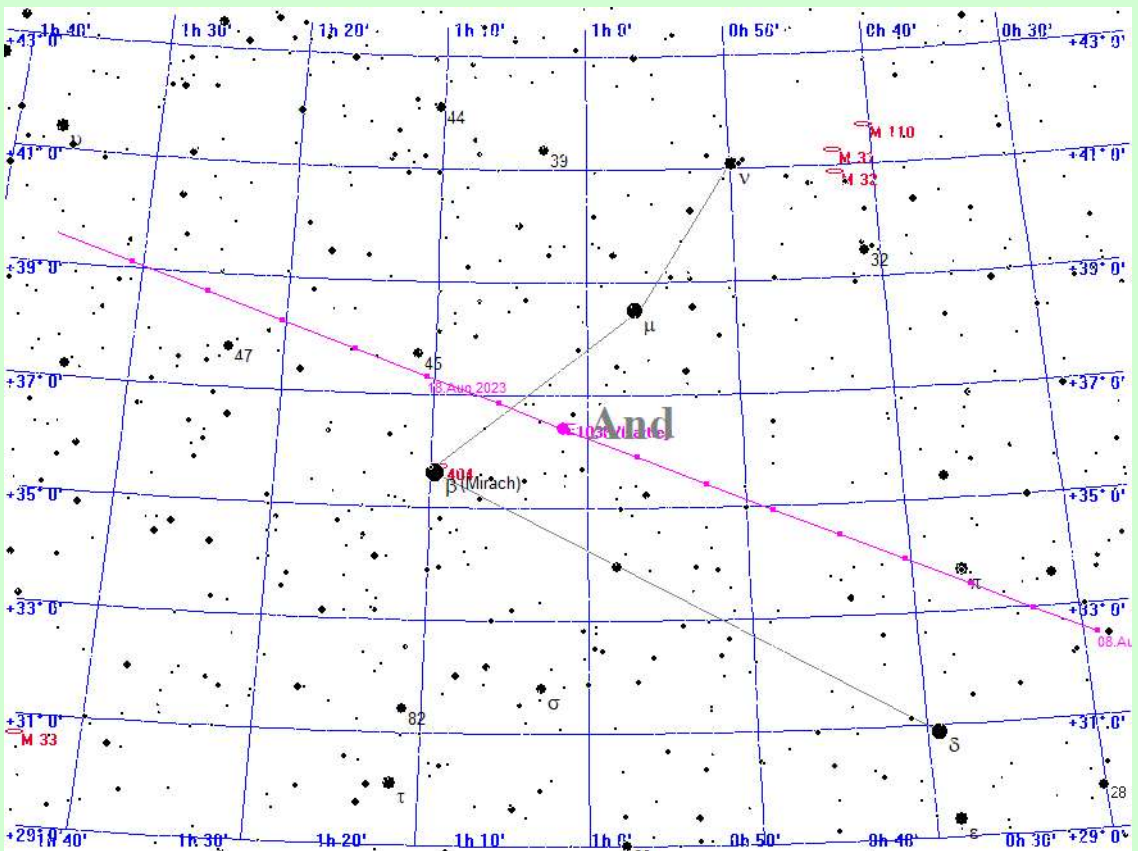 1h 40' 1h 30' 1h 20' 1h 10' 1h 0' 0h 50' 0h 40' 0h 30'
+43° 0' +43° 0'
44
M 110
υ
39
+41° 0' M 31 +41° 0'
ν M 32
32
+39° 0' +39° 0'
μ
47 45
+37° 0' 18.Aug 2023 +37° 0'
And
404
β (Mirach)
+35° 0' +35° 0'
π
+33° 0' +33° 0'
08.Au
σ
82
+31° 0' +31° 0'
M 33
δ
τ 28
ε
+29° 0' +29° 0'
1h 40' 1h 30' 1h 20' 1h 10' 1h 0' 0h 50' 0h 40' 0h 30'